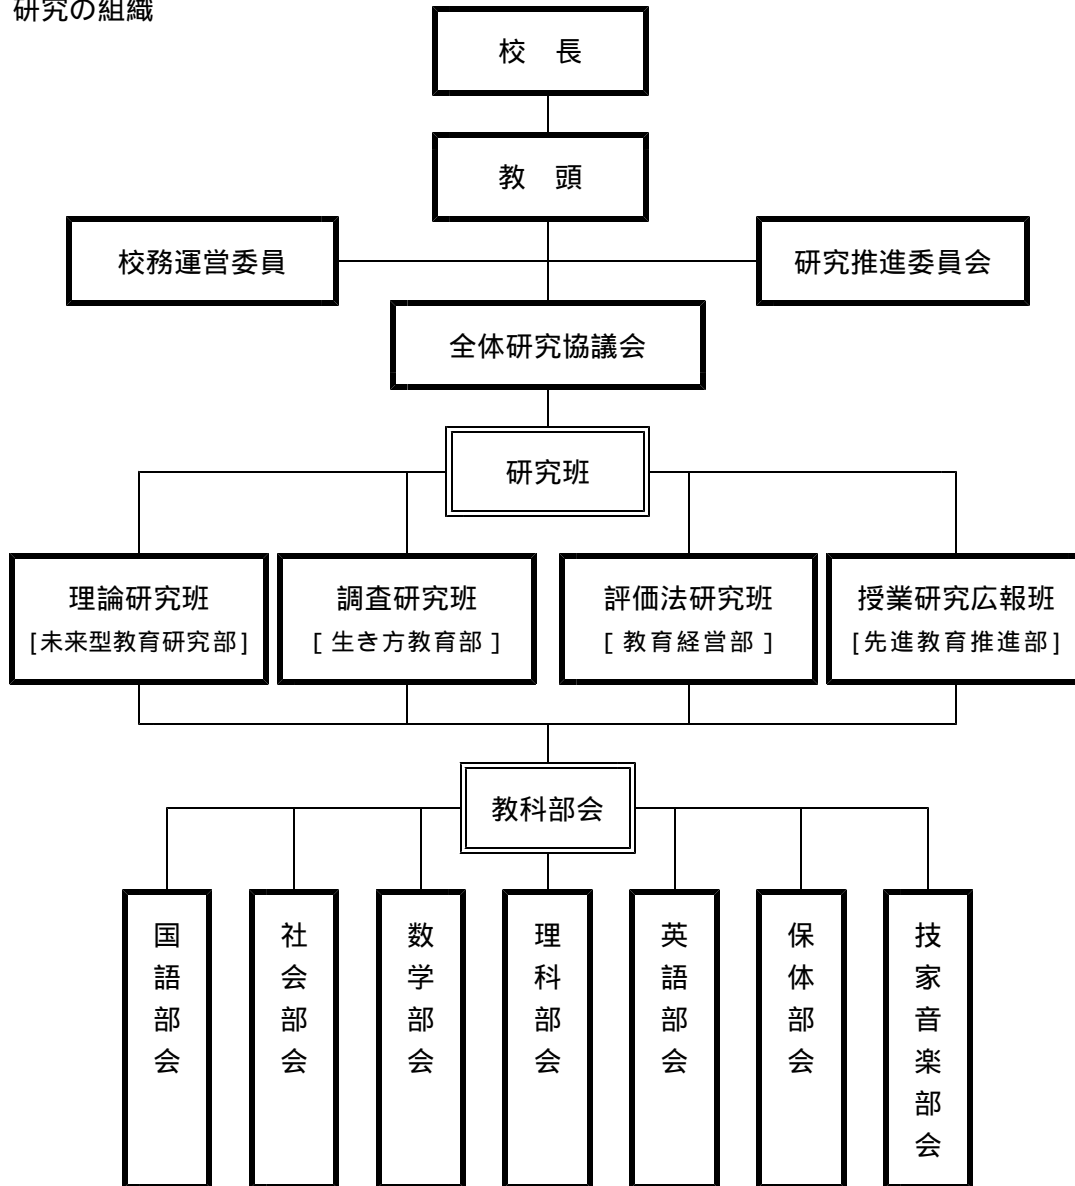 研究の組織
校　長
教　頭
校務運営委員
研究推進委員会
全体研究協議会
研究班
理論研究班
[未来型教育研究部]
調査研究班
[ 生き方教育部 ]
評価法研究班
[ 教育経営部 ]
授業研究広報班
[先進教育推進部]
教科部会
国語部会
社会部会
数学部会
理科部会
英語部会
保体部会
技家音楽部会